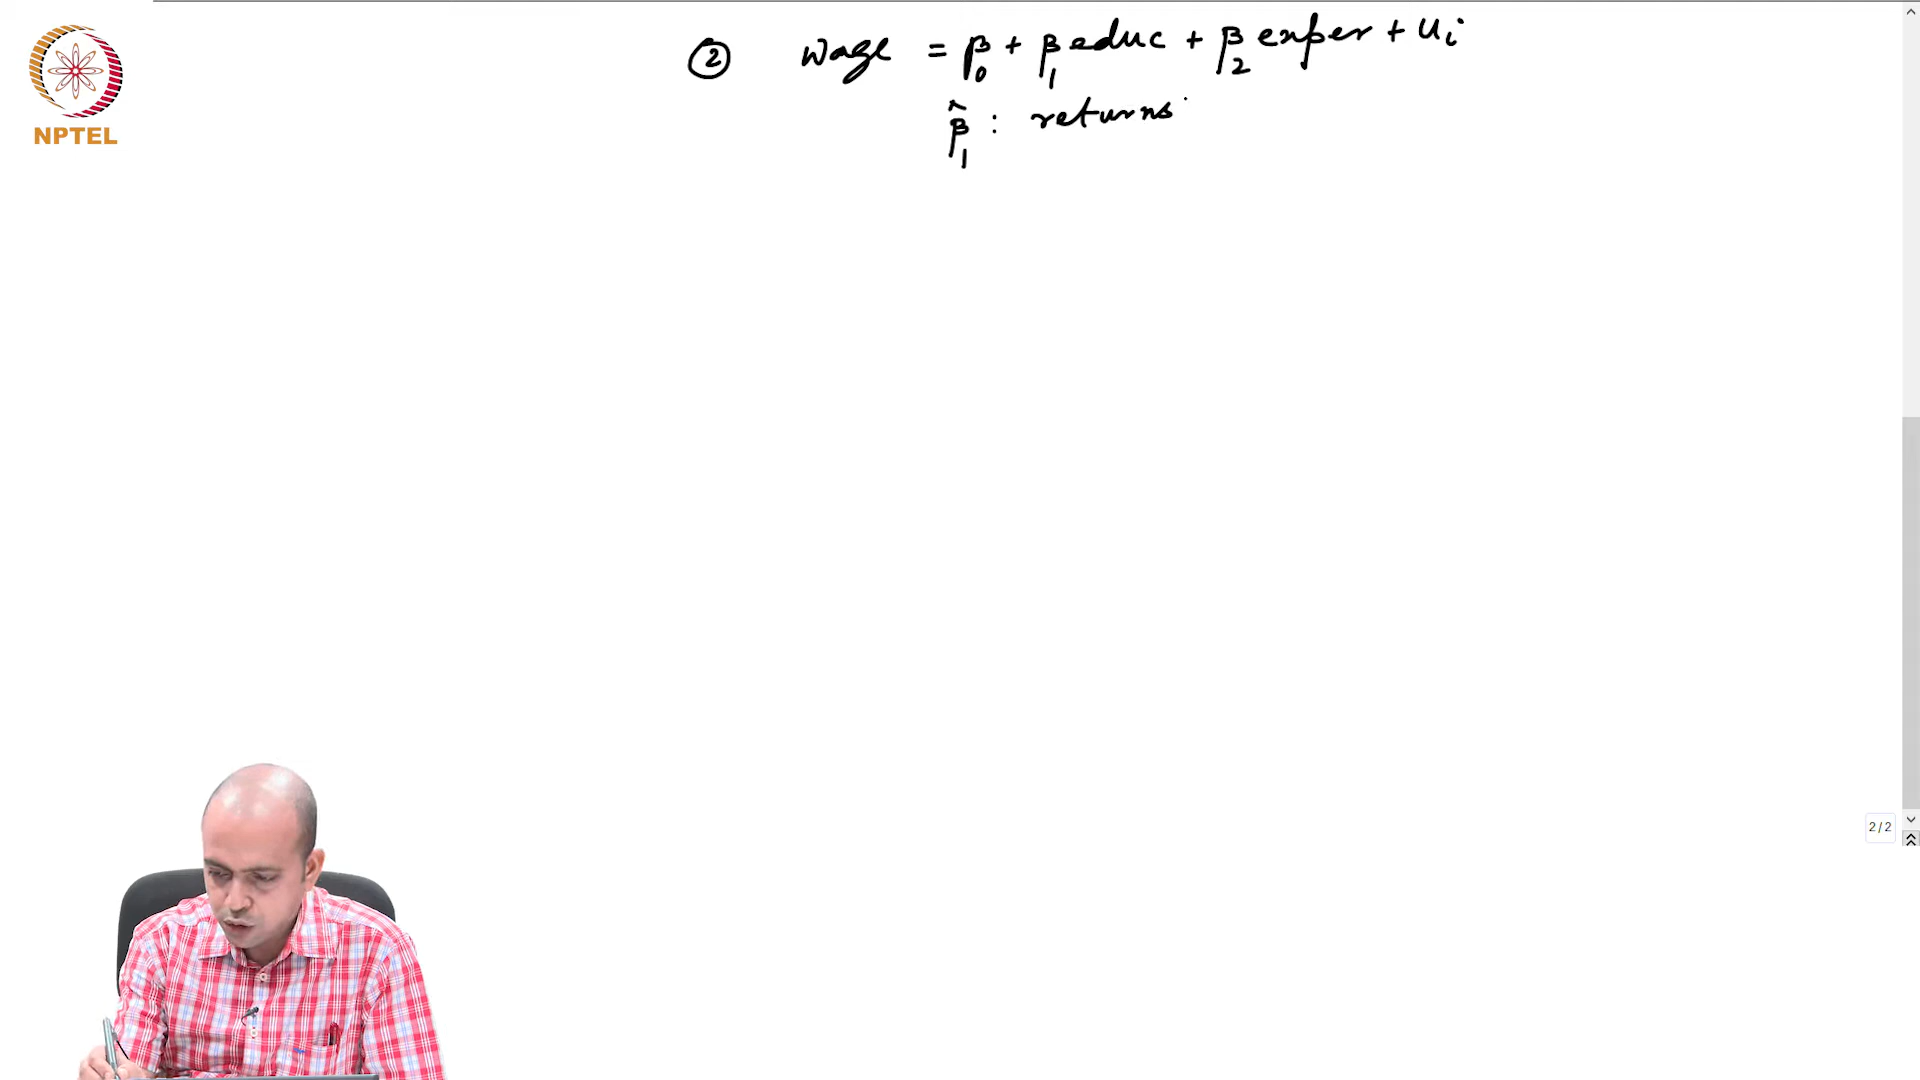 NPTEL
② wage = β₀ + β₁ educ + β₂ exper + uᵢ
β̂₁ : returns
2 / 2